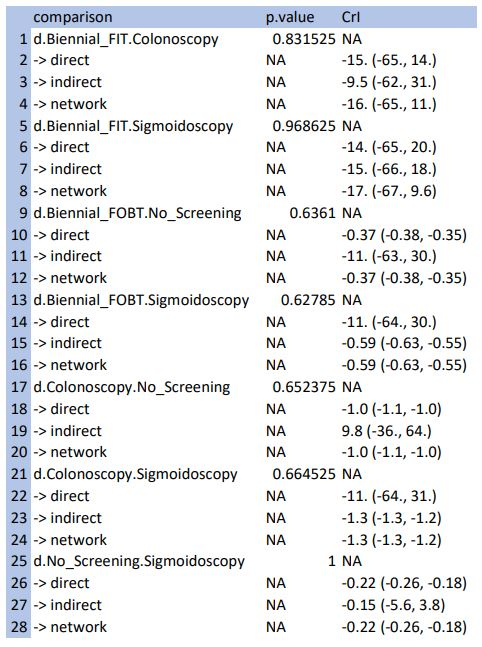 comparison p.value CrI
1 d.Biennial_FIT.Colonoscopy 0.831525 NA
2 -> direct NA -15. (-65., 14.)
3 -> indirect NA -9.5 (-62., 31.)
4 -> network NA -16. (-65., 11.)
5 d.Biennial_FIT.Sigmoidoscopy 0.968625 NA
6 -> direct NA -14. (-65., 20.)
7 -> indirect NA -15. (-66., 18.)
8 -> network NA -17. (-67., 9.6)
9 d.Biennial_FOBT.No_Screening 0.6361 NA
10 -> direct NA -0.37 (-0.38, -0.35)
11 -> indirect NA -11. (-63., 30.)
12 -> network NA -0.37 (-0.38, -0.35)
13 d.Biennial_FOBT.Sigmoidoscopy 0.62785 NA
14 -> direct NA -11. (-64., 30.)
15 -> indirect NA -0.59 (-0.63, -0.55)
16 -> network NA -0.59 (-0.63, -0.55)
17 d.Colonoscopy.No_Screening 0.652375 NA
18 -> direct NA -1.0 (-1.1, -1.0)
19 -> indirect NA 9.8 (-36., 64.)
20 -> network NA -1.0 (-1.1, -1.0)
21 d.Colonoscopy.Sigmoidoscopy 0.664525 NA
22 -> direct NA -11. (-64., 31.)
23 -> indirect NA -1.3 (-1.3, -1.2)
24 -> network NA -1.3 (-1.3, -1.2)
25 d.No_Screening.Sigmoidoscopy 1 NA
26 -> direct NA -0.22 (-0.26, -0.18)
27 -> indirect NA -0.15 (-5.6, 3.8)
28 -> network NA -0.22 (-0.26, -0.18)